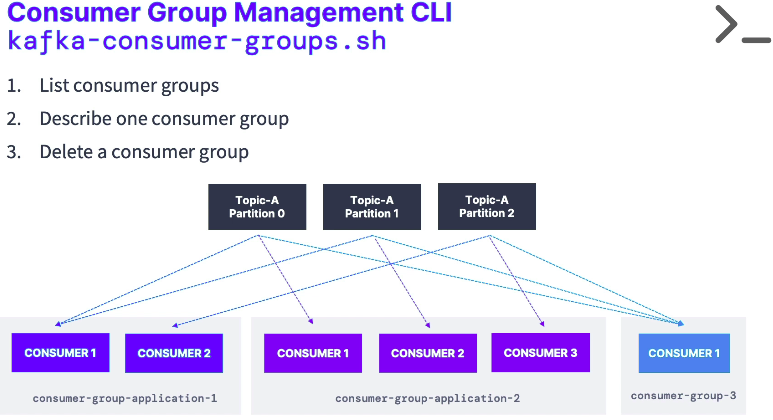 Consumer Group Management CLI
kafka-consumer-groups.sh
1. List consumer groups
2. Describe one consumer group
3. Delete a consumer group
Topic-A
Partition 0
Topic-A
Partition 1
Topic-A
Partition 2
CONSUMER 1
CONSUMER 2
consumer-group-application-1
CONSUMER 1
CONSUMER 2
CONSUMER 3
consumer-group-application-2
CONSUMER 1
consumer-group-3